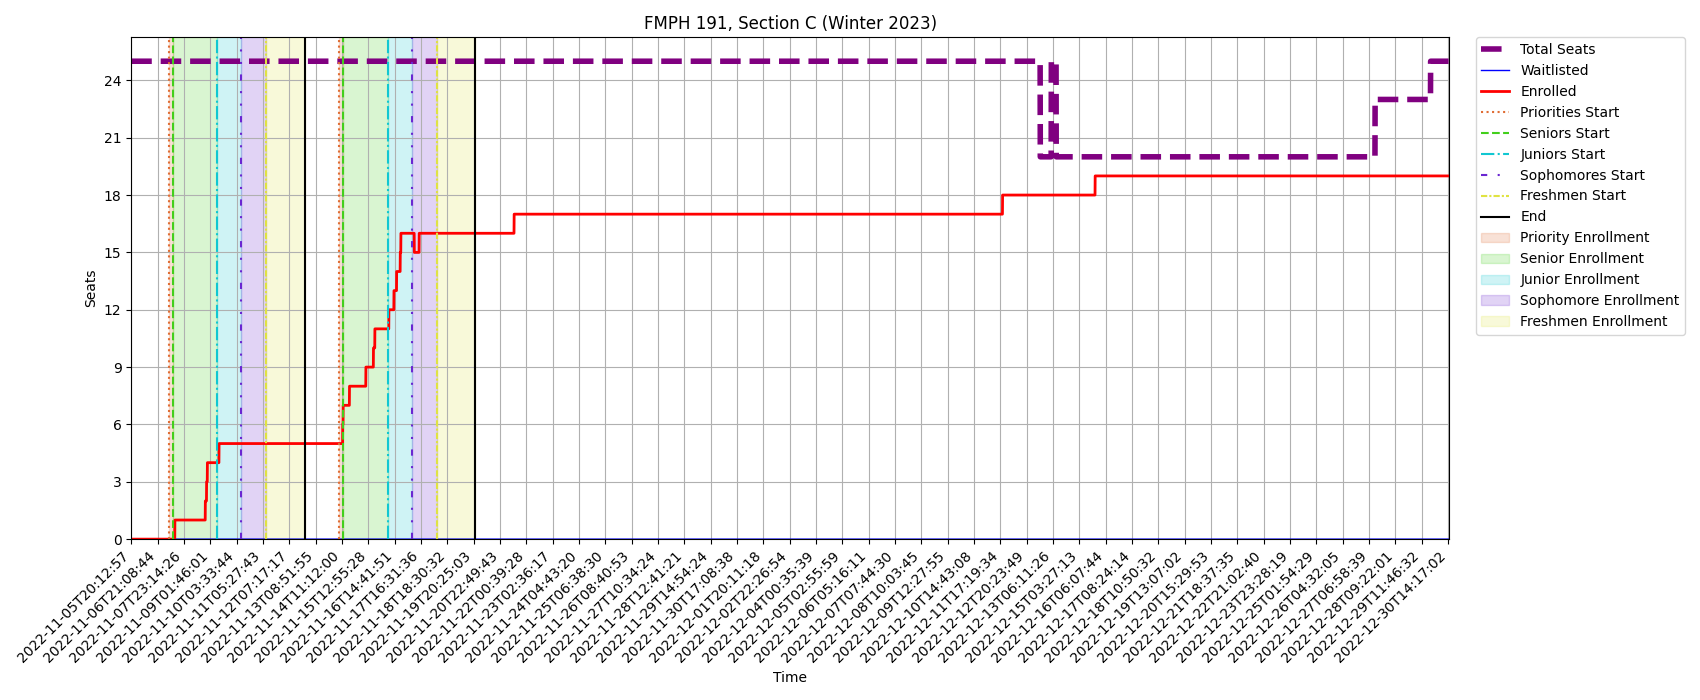 FMPH 191, Section C (Winter 2023)
Seats
24
21
18
15
12
9
6
3
0
2022-11-05T20:12:57
2022-11-06T21:08:44
2022-11-07T23:14:26
2022-11-09T01:46:01
2022-11-10T03:33:44
2022-11-11T05:27:43
2022-11-12T07:17:17
2022-11-13T08:51:55
2022-11-14T11:12:00
2022-11-15T12:55:28
2022-11-16T14:41:51
2022-11-17T16:31:36
2022-11-18T18:30:32
2022-11-19T20:25:03
2022-11-20T22:49:43
2022-11-22T00:39:28
2022-11-23T02:36:17
2022-11-24T04:43:20
2022-11-25T06:38:30
2022-11-26T08:40:53
2022-11-27T10:34:24
2022-11-28T12:41:21
2022-11-29T14:54:24
2022-11-30T17:08:38
2022-12-01T20:11:18
2022-12-02T22:26:54
2022-12-04T00:35:39
2022-12-05T02:55:59
2022-12-06T05:16:11
2022-12-07T07:44:30
2022-12-08T10:03:45
2022-12-09T12:27:55
2022-12-10T14:43:08
2022-12-11T17:19:34
2022-12-12T20:23:49
2022-12-13T06:11:26
2022-12-15T03:27:13
2022-12-16T06:07:44
2022-12-17T08:24:14
2022-12-18T10:50:32
2022-12-19T13:07:02
2022-12-20T15:29:53
2022-12-21T18:37:35
2022-12-22T21:02:40
2022-12-23T23:28:19
2022-12-25T01:54:29
2022-12-26T04:32:05
2022-12-27T06:58:39
2022-12-28T09:22:01
2022-12-29T11:46:32
2022-12-30T14:17:02
Time
Total Seats
Waitlisted
Enrolled
Priorities Start
Seniors Start
Juniors Start
Sophomores Start
Freshmen Start
End
Priority Enrollment
Senior Enrollment
Junior Enrollment
Sophomore Enrollment
Freshmen Enrollment